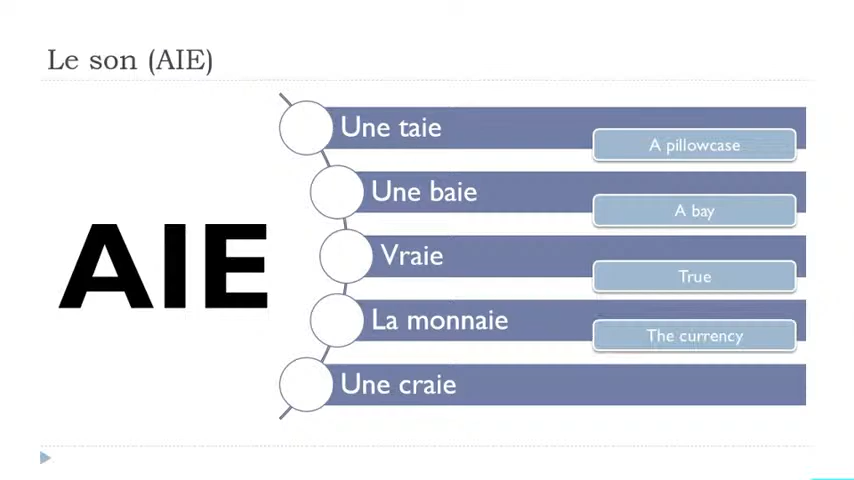 Le son (AIE)
AIE
Une taie
A pillowcase
Une baie
A bay
Vraie
True
La monnaie
The currency
Une craie